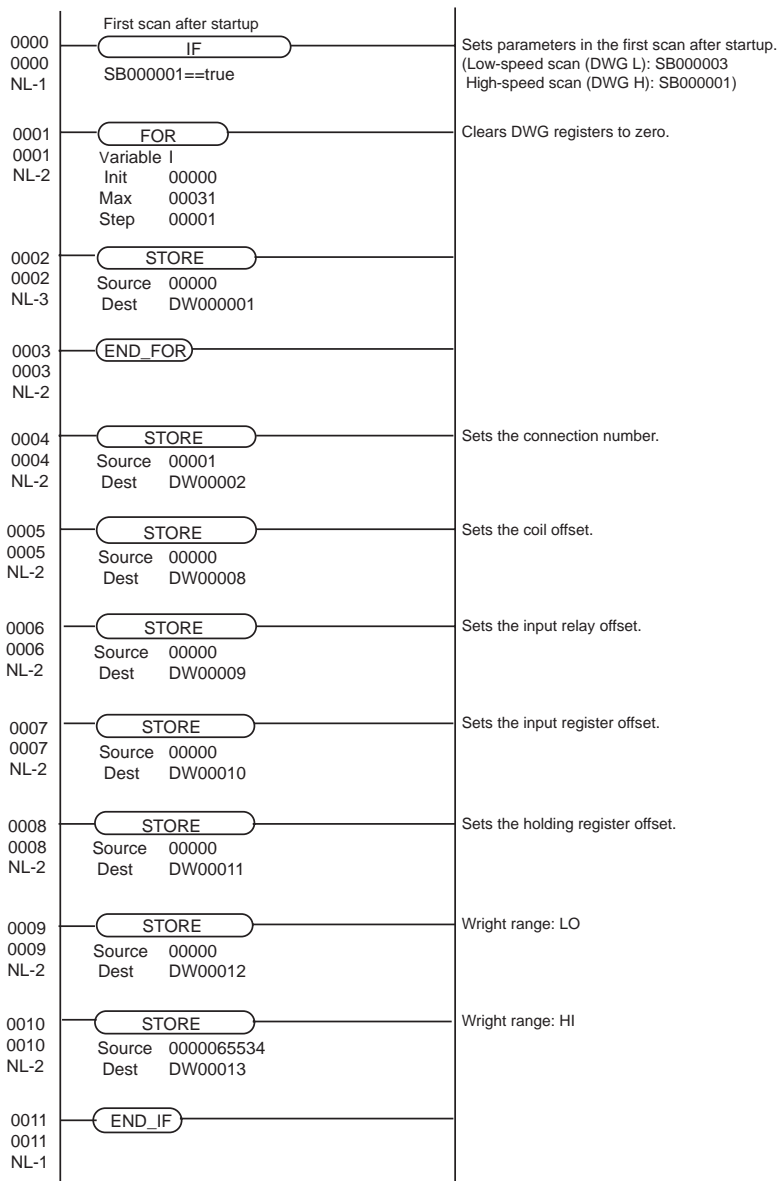 First scan after startup
0000
0000
NL-1
IF
SB000001==true
Sets parameters in the first scan after startup.
(Low-speed scan (DWG L): SB000003
High-speed scan (DWG H): SB000001)
0001
0001
NL-2
FOR
Variable I
Init 00000
Max 00031
Step 00001
Clears DWG registers to zero.
0002
0002
NL-3
STORE
Source 00000
Dest DW000001
0003
0003
NL-2
END_FOR
0004
0004
NL-2
STORE
Source 00001
Dest DW00002
Sets the connection number.
0005
0005
NL-2
STORE
Source 00000
Dest DW00008
Sets the coil offset.
0006
0006
NL-2
STORE
Source 00000
Dest DW00009
Sets the input relay offset.
0007
0007
NL-2
STORE
Source 00000
Dest DW00010
Sets the input register offset.
0008
0008
NL-2
STORE
Source 00000
Dest DW00011
Sets the holding register offset.
0009
0009
NL-2
STORE
Source 00000
Dest DW00012
Wright range: LO
0010
0010
NL-2
STORE
Source 0000065534
Dest DW00013
Wright range: HI
0011
0011
NL-1
END_IF